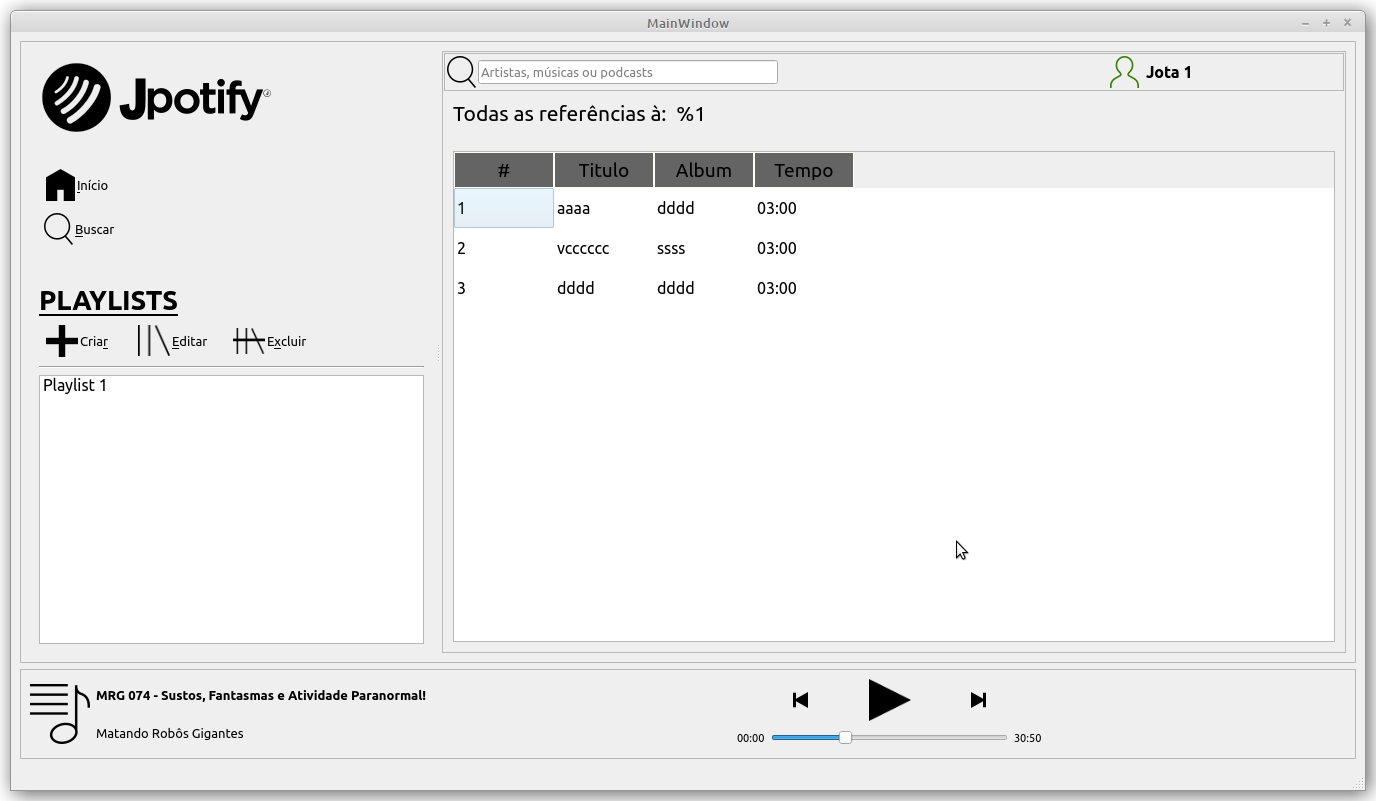 MainWindow
Jpotify
Início
Buscar
PLAYLISTS
Criar Editar Excluir
Playlist 1
Artistas, músicas ou podcasts
Jota 1
Todas as referências à: %1
# Titulo Album Tempo
1 aaaa dddd 03:00
2 vcccccc ssss 03:00
3 dddd dddd 03:00
MRG 074 - Sustos, Fantasmas e Atividade Paranormal!
Matando Robôs Gigantes
00:00 30:50